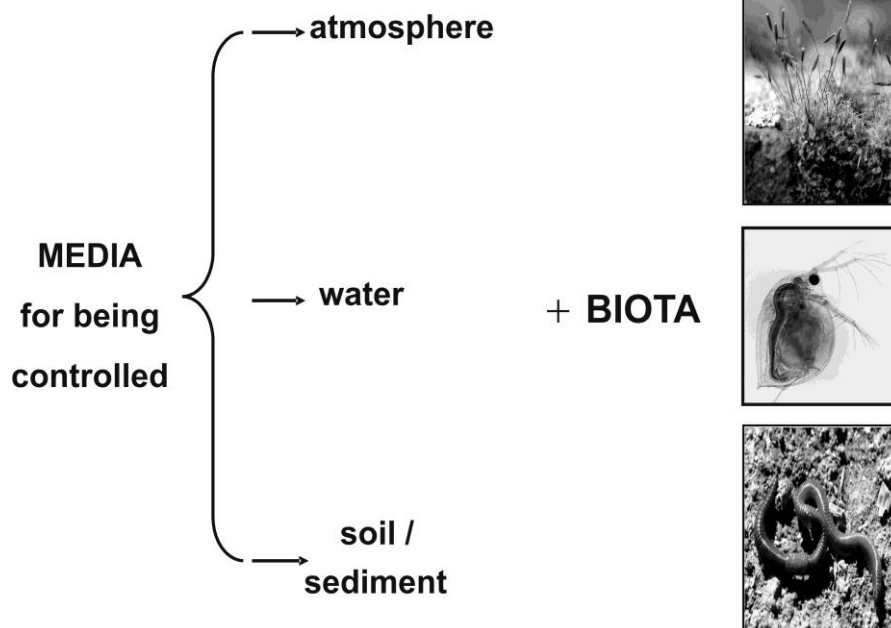 atmosphere
MEDIA
for being
controlled
water
+ BIOTA
soil /
sediment